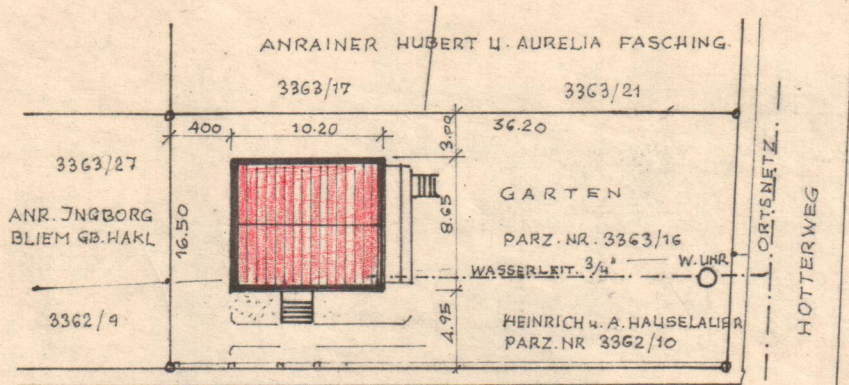 ANRAINER HUBERT U. AURELIA FASCHING.
3363/17
3363/21
400
10.20
3.00
36.20
3363/27
ANR. INGBORG
BLIEM GB. HAKL
16.50
8.65
GARTEN
PARZ. NR. 3363/16
WASSERLEIT. 3/4"
W. UHR
ORTSNETZ
HOTTERWEG
3362/9
4.95
HEINRICH u. A. HAUSELAUER
PARZ. NR 3362/10